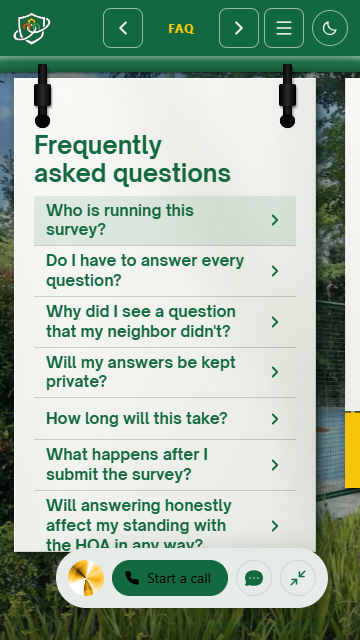 FAQ
Frequently
asked questions
Who is running this
survey?
Do I have to answer every
question?
Why did I see a question
that my neighbor didn't?
Will my answers be kept
private?
How long will this take?
What happens after I
submit the survey?
Will answering honestly
affect my standing with
the HOA in any way?
Start a call